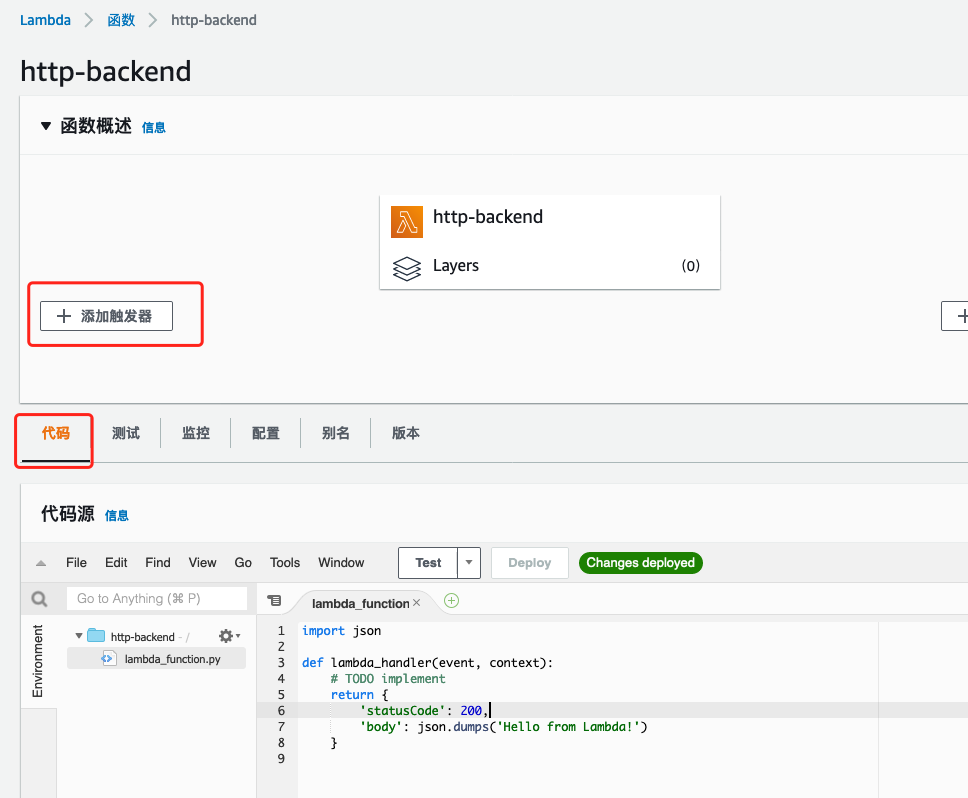 Lambda > 函数 > http-backend
http-backend
▼ 函数概述 信息
http-backend
Layers (0)
+ 添加触发器
+
代码 测试 监控 配置 别名 版本
代码源 信息
File Edit Find View Go Tools Window Test Deploy Changes deployed
Go to Anything (⌘ P)
lambda_function ×
Environment
http-backend - /
lambda_function.py
1 import json
2
3 def lambda_handler(event, context):
4     # TODO implement
5     return {
6         'statusCode': 200,
7         'body': json.dumps('Hello from Lambda!')
8     }
9